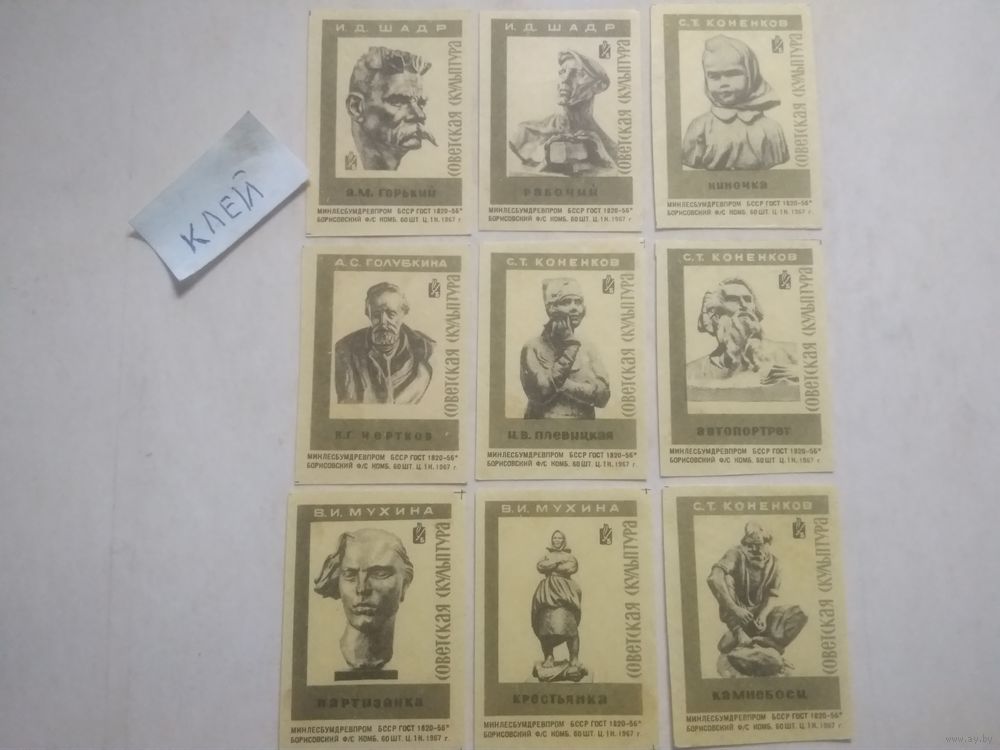 КЛЕЙ
И.Д. ШАДР
СОВЕТСКАЯ СКУЛЬПТУРА
А.М. ГОРЬКИЙ
МИНЛЕСБУМДРЕВПРОМ БССР ГОСТ 1820-56*
БОРИСОВСКИЙ Ф/С КОМБ. 60 ШТ. Ц. 1 К. 1967 г.
И.Д. ШАДР
СОВЕТСКАЯ СКУЛЬПТУРА
РАБОЧИЙ
МИНЛЕСБУМДРЕВПРОМ БССР ГОСТ 1820-56*
БОРИСОВСКИЙ Ф/С КОМБ. 60 ШТ. Ц. 1 К. 1967 г.
С.Т. КОНЕНКОВ
СОВЕТСКАЯ СКУЛЬПТУРА
НИНОЧКА
МИНЛЕСБУМДРЕВПРОМ БССР ГОСТ 1820-56*
БОРИСОВСКИЙ Ф/С КОМБ. 60 ШТ. Ц. 1 К. 1967 г.
А.С. ГОЛУБКИНА
СОВЕТСКАЯ СКУЛЬПТУРА
В.Г. ЧЕРТКОВ
МИНЛЕСБУМДРЕВПРОМ БССР ГОСТ 1820-56*
БОРИСОВСКИЙ Ф/С КОМБ. 60 ШТ. Ц. 1 К. 1967 г.
С.Т. КОНЕНКОВ
СОВЕТСКАЯ СКУЛЬПТУРА
Н.В. ПЛЕВИЦКАЯ
МИНЛЕСБУМДРЕВПРОМ БССР ГОСТ 1820-56*
БОРИСОВСКИЙ Ф/С КОМБ. 60 ШТ. Ц. 1 К. 1967 г.
С.Т. КОНЕНКОВ
СОВЕТСКАЯ СКУЛЬПТУРА
АВТОПОРТРЕТ
МИНЛЕСБУМДРЕВПРОМ БССР ГОСТ 1820-56*
БОРИСОВСКИЙ Ф/С КОМБ. 60 ШТ. Ц. 1 К. 1967 г.
В.И. МУХИНА
СОВЕТСКАЯ СКУЛЬПТУРА
ПАРТИЗАНКА
МИНЛЕСБУМДРЕВПРОМ БССР ГОСТ 1820-56*
БОРИСОВСКИЙ Ф/С КОМБ. 60 ШТ. Ц. 1 К. 1967 г.
В.И. МУХИНА
СОВЕТСКАЯ СКУЛЬПТУРА
КРЕСТЬЯНКА
МИНЛЕСБУМДРЕВПРОМ БССР ГОСТ 1820-56*
БОРИСОВСКИЙ Ф/С КОМБ. 60 ШТ. Ц. 1 К. 1967 г.
С.Т. КОНЕНКОВ
СОВЕТСКАЯ СКУЛЬПТУРА
КАМНЕБОЕЦ
МИНЛЕСБУМДРЕВПРОМ БССР ГОСТ 1820-56*
БОРИСОВСКИЙ Ф/С КОМБ. 60 ШТ. Ц. 1 К. 1967 г.
www.ay.by